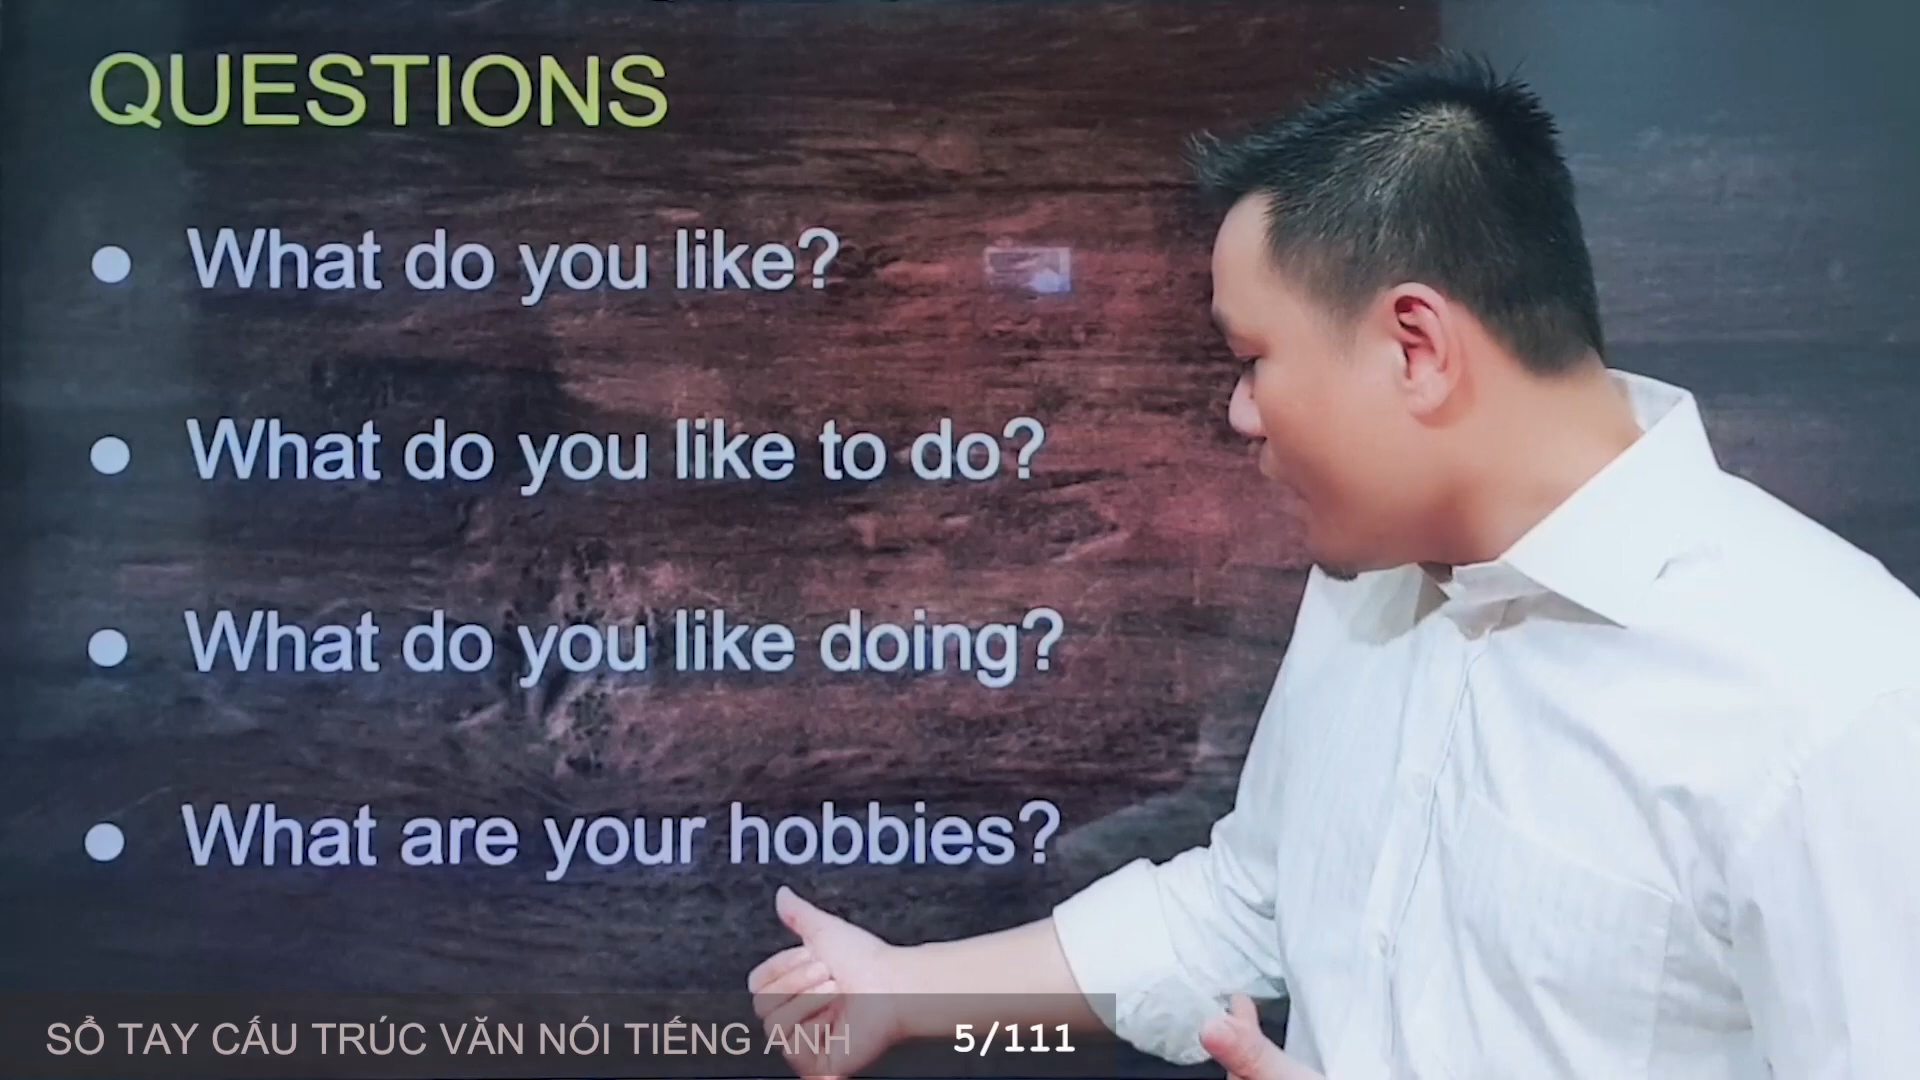 QUESTIONS
• What do you like?
• What do you like to do?
• What do you like doing?
• What are your hobbies?
SỔ TAY CẤU TRÚC VĂN NÓI TIẾNG ANH 5/111